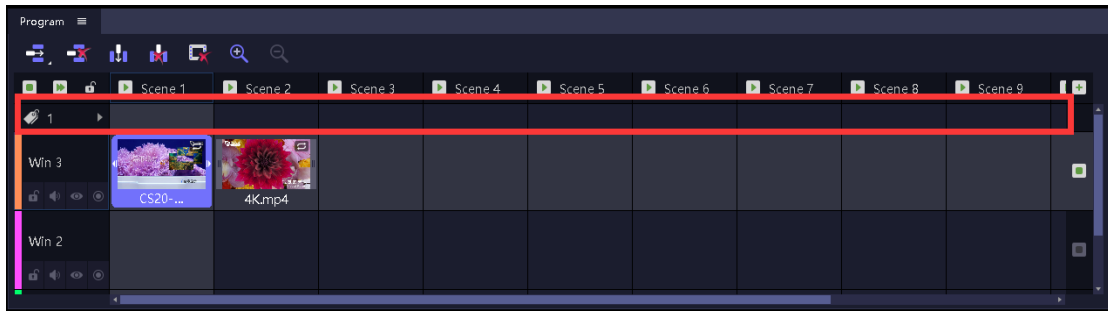 Program
Scene 1 Scene 2 Scene 3 Scene 4 Scene 5 Scene 6 Scene 7 Scene 8 Scene 9
1
Win 3
CS20-... 4K.mp4
Win 2